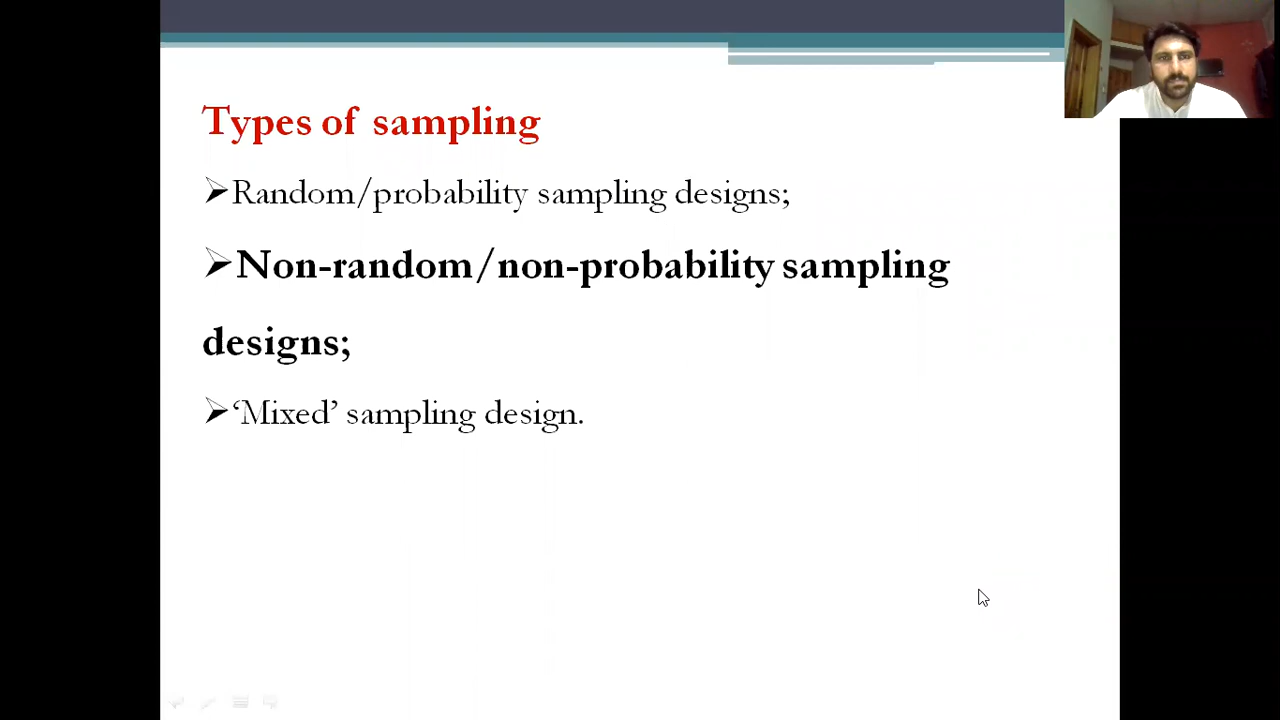 Types of sampling
➢Random/probability sampling designs;
➢Non-random/non-probability sampling
designs;
➢‘Mixed’ sampling design.